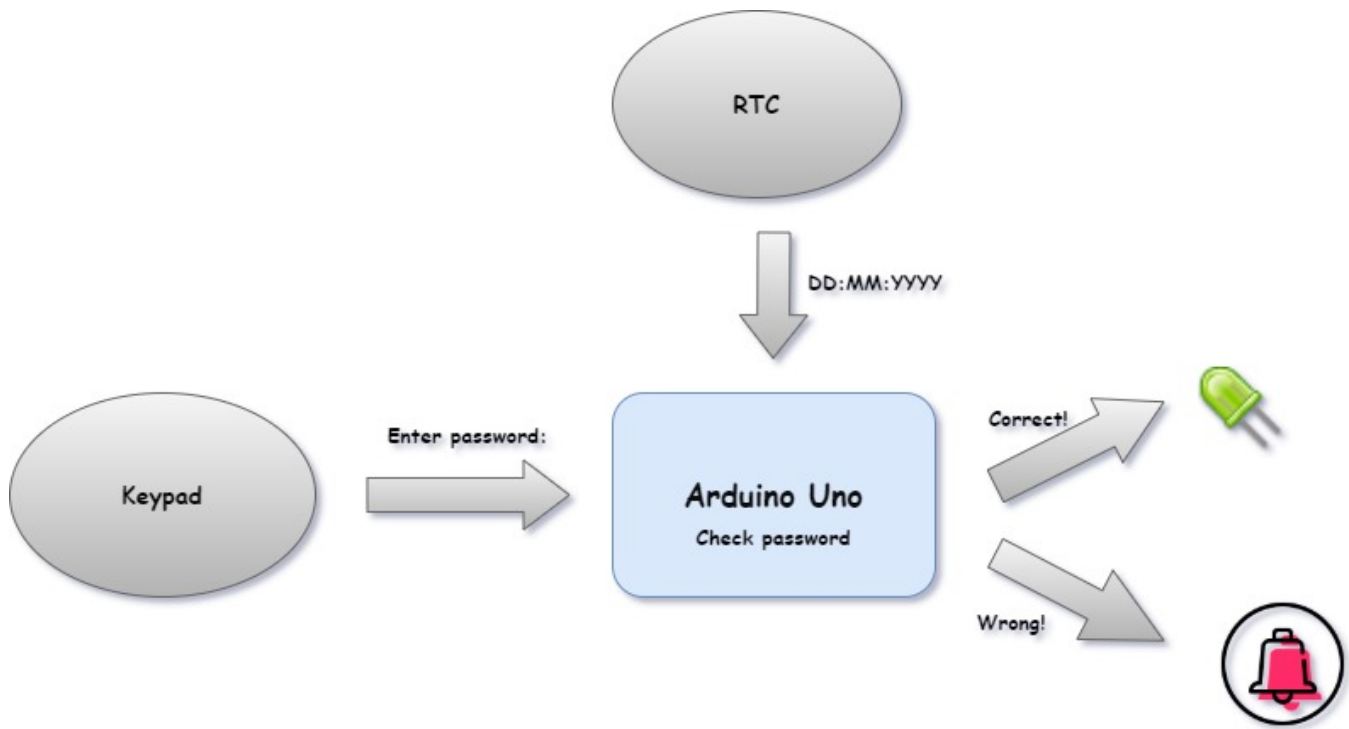 RTC
DD:MM:YYYY
Enter password:
Correct!
Keypad
Arduino Uno
Check password
Wrong!